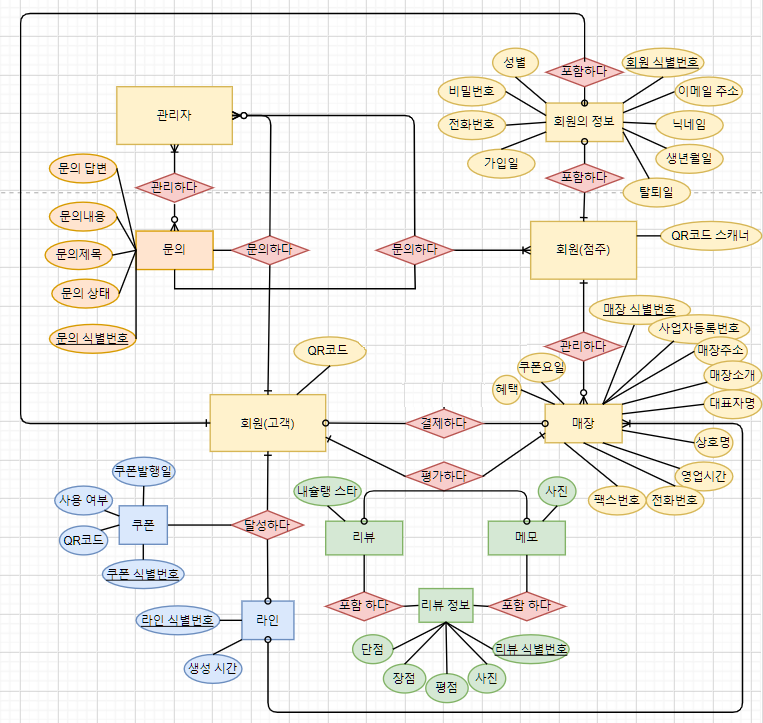 성별
포함하다
회원 식별번호
비밀번호
이메일 주소
관리자
회원의 정보
전화번호
닉네임
가입일
생년월일
문의 답변
관리하다
포함하다
탈퇴일
문의내용
QR코드 스캐너
문의
문의하다
문의하다
회원(점주)
문의제목
문의 상태
매장 식별번호
사업자등록번호
문의 식별번호
QR코드
관리하다
매장주소
쿠폰요일
매장소개
혜택
대표자명
회원(고객)
결제하다
매장
상호명
쿠폰발행일
평가하다
영업시간
사용 여부
내슐랭 스타
사진
팩스번호
전화번호
쿠폰
달성하다
QR코드
리뷰
메모
쿠폰 식별번호
라인 식별번호
라인
포함 하다
리뷰 정보
포함 하다
단점
리뷰 식별번호
생성 시간
장점
평점
사진